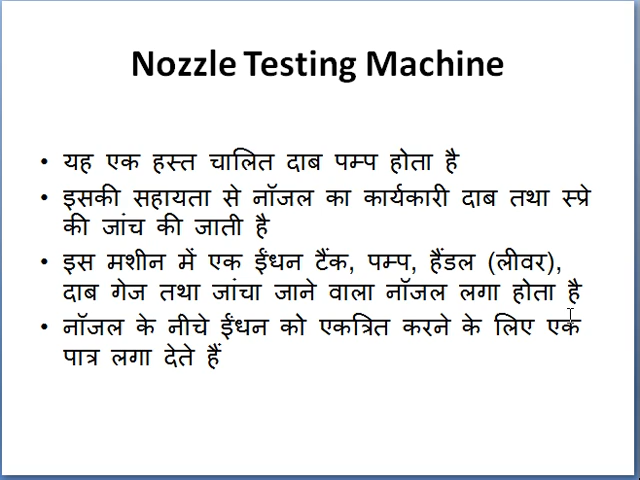 Nozzle Testing Machine
• यह एक हस्त चालित दाब पम्प होता है
• इसकी सहायता से नॉजल का कार्यकारी दाब तथा स्प्रे
की जांच की जाती है
• इस मशीन में एक ईंधन टैंक, पम्प, हैंडल (लीवर),
दाब गेज तथा जांचा जाने वाला नॉजल लगा होता है
• नॉजल के नीचे ईंधन को एकत्रित करने के लिए एक
पात्र लगा देते हैं